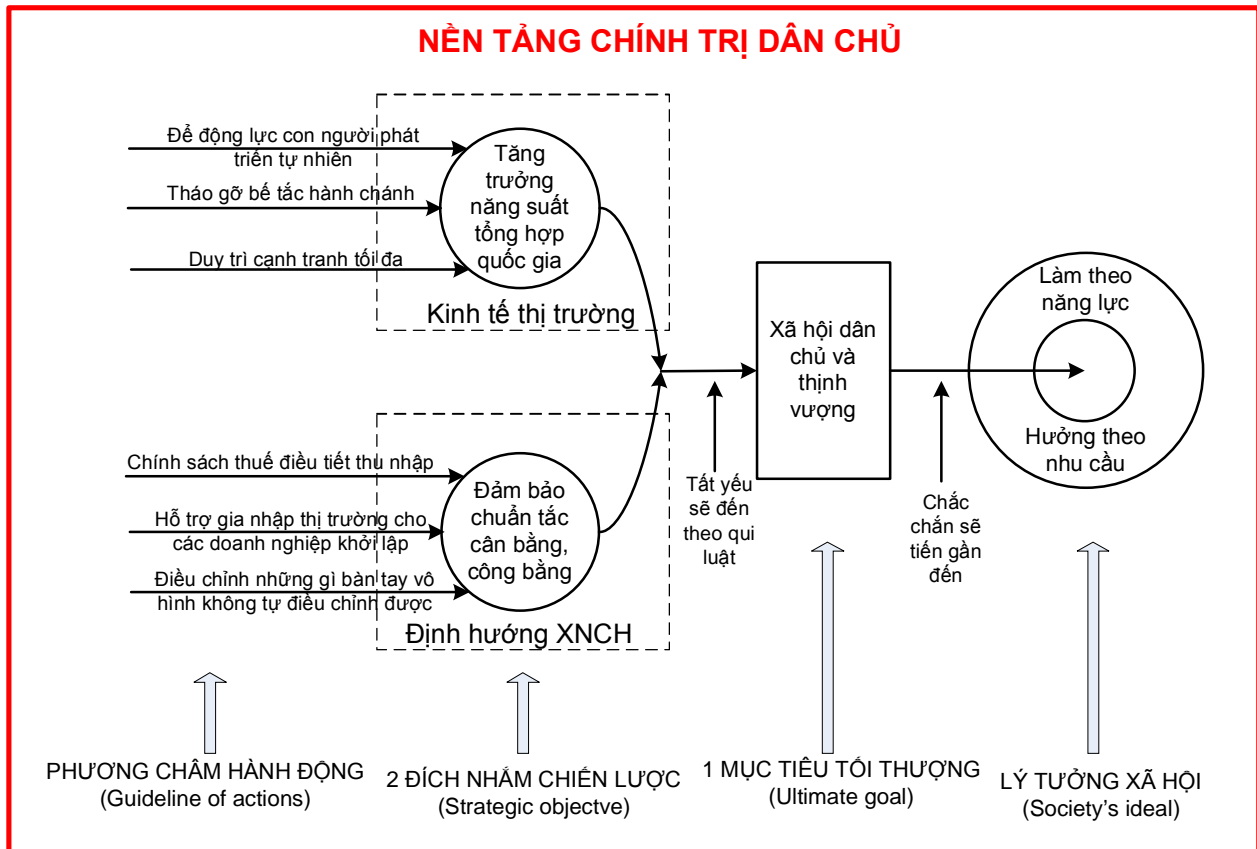 NỀN TẢNG CHÍNH TRỊ DÂN CHỦ
Để động lực con người phát
triển tự nhiên
Tháo gỡ bế tắc hành chánh
Duy trì cạnh tranh tối đa
Tăng
trưởng
năng suất
tổng hợp
quốc gia
Kinh tế thị trường
Chính sách thuế điều tiết thu nhập
Hỗ trợ gia nhập thị trường cho
các doanh nghiệp khởi lập
Điều chỉnh những gì bàn tay vô
hình không tự điều chỉnh được
Đảm bảo
chuẩn tắc
cân bằng,
công bằng
Định hướng XNCH
Tất yếu
sẽ đến
theo qui
luật
Xã hội dân
chủ và
thịnh
vượng
Chắc
chắn sẽ
tiến gần
đến
Làm theo
năng lực
Hưởng theo
nhu cầu
PHƯƠNG CHÂM HÀNH ĐỘNG
(Guideline of actions)
2 ĐÍCH NHẮM CHIẾN LƯỢC
(Strategic objectve)
1 MỤC TIÊU TỐI THƯỢNG
(Ultimate goal)
LÝ TƯỞNG XÃ HỘI
(Society's ideal)